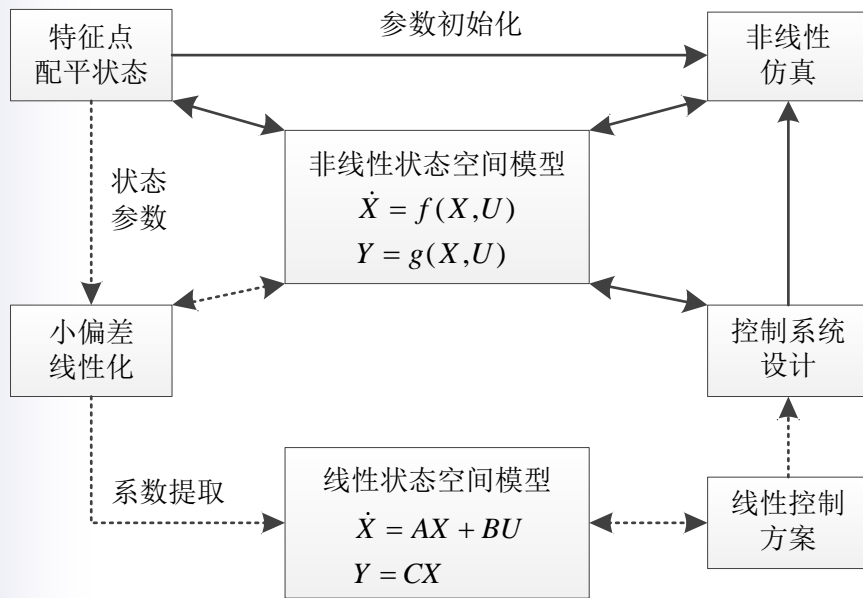 特征点
配平状态
参数初始化
非线性
仿真
非线性状态空间模型
Ẋ = f(X,U)
Y = g(X,U)
状态
参数
小偏差
线性化
控制系统
设计
系数提取
线性状态空间模型
Ẋ = AX + BU
Y = CX
线性控制
方案